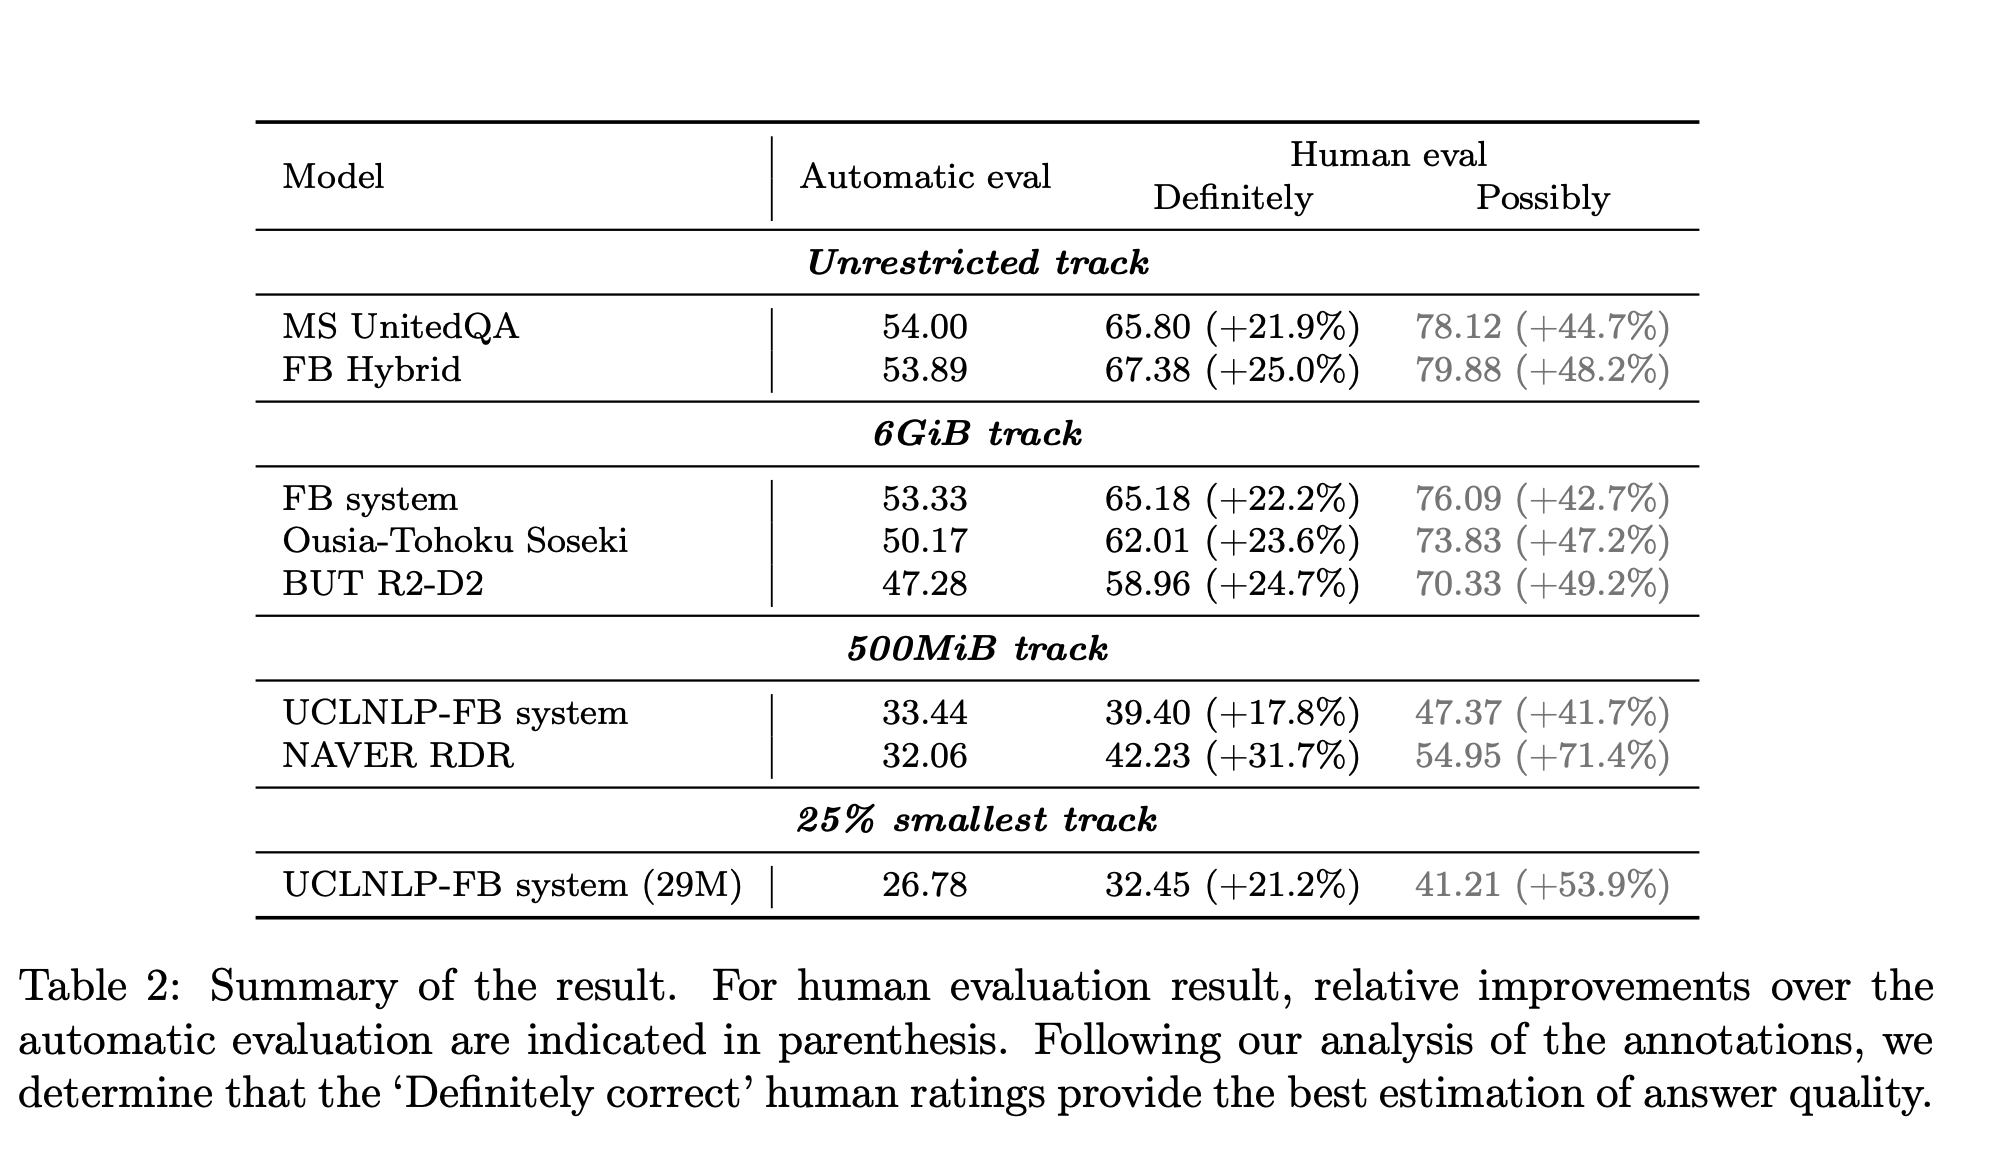 Model Automatic eval Human eval
Definitely Possibly
Unrestricted track
MS UnitedQA 54.00 65.80 (+21.9%) 78.12 (+44.7%)
FB Hybrid 53.89 67.38 (+25.0%) 79.88 (+48.2%)
6GiB track
FB system 53.33 65.18 (+22.2%) 76.09 (+42.7%)
Ousia-Tohoku Soseki 50.17 62.01 (+23.6%) 73.83 (+47.2%)
BUT R2-D2 47.28 58.96 (+24.7%) 70.33 (+49.2%)
500MiB track
UCLNLP-FB system 33.44 39.40 (+17.8%) 47.37 (+41.7%)
NAVER RDR 32.06 42.23 (+31.7%) 54.95 (+71.4%)
25% smallest track
UCLNLP-FB system (29M) 26.78 32.45 (+21.2%) 41.21 (+53.9%)
Table 2: Summary of the result. For human evaluation result, relative improvements over the
automatic evaluation are indicated in parenthesis. Following our analysis of the annotations, we
determine that the ‘Definitely correct’ human ratings provide the best estimation of answer quality.